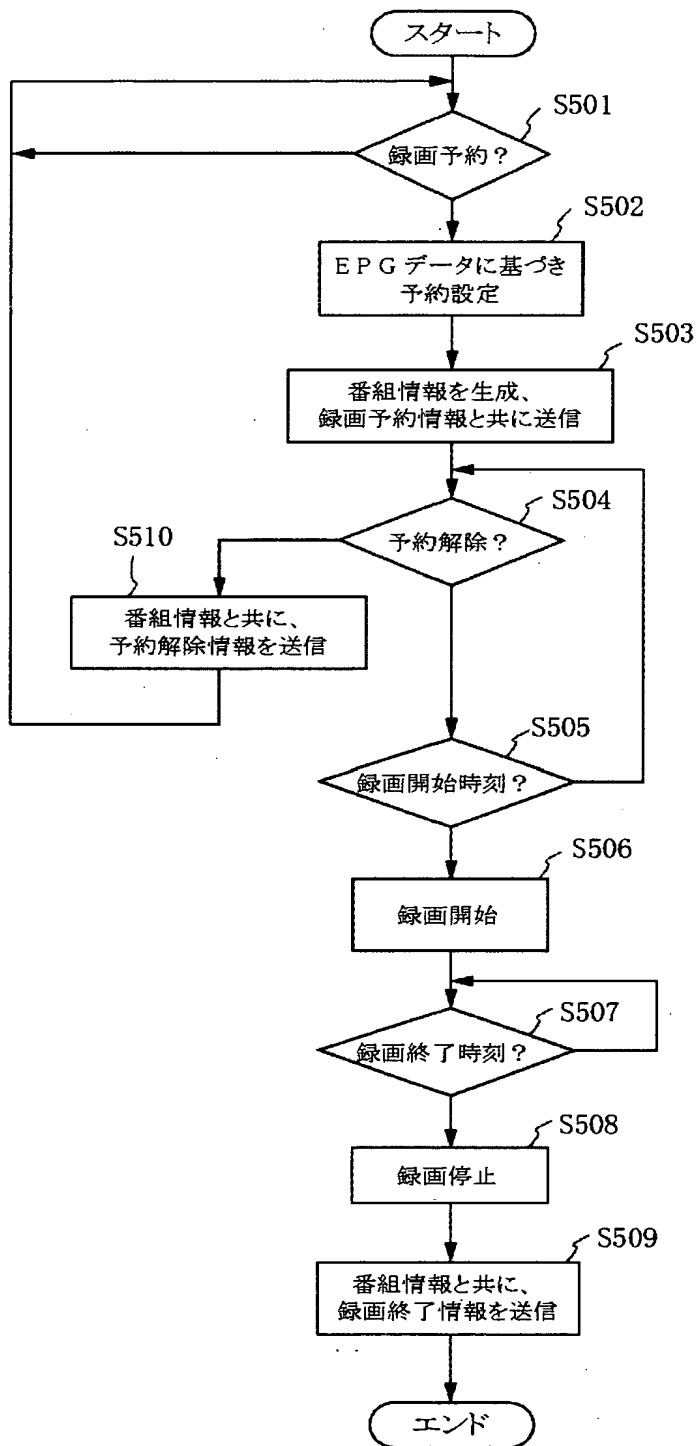 スタート
S501
録画予約？
S502
ＥＰＧデータに基づき
予約設定
S503
番組情報を生成、
録画予約情報と共に送信
S504
予約解除？
S510
番組情報と共に、
予約解除情報を送信
S505
録画開始時刻？
S506
録画開始
S507
録画終了時刻？
S508
録画停止
S509
番組情報と共に、
録画終了情報を送信
エンド